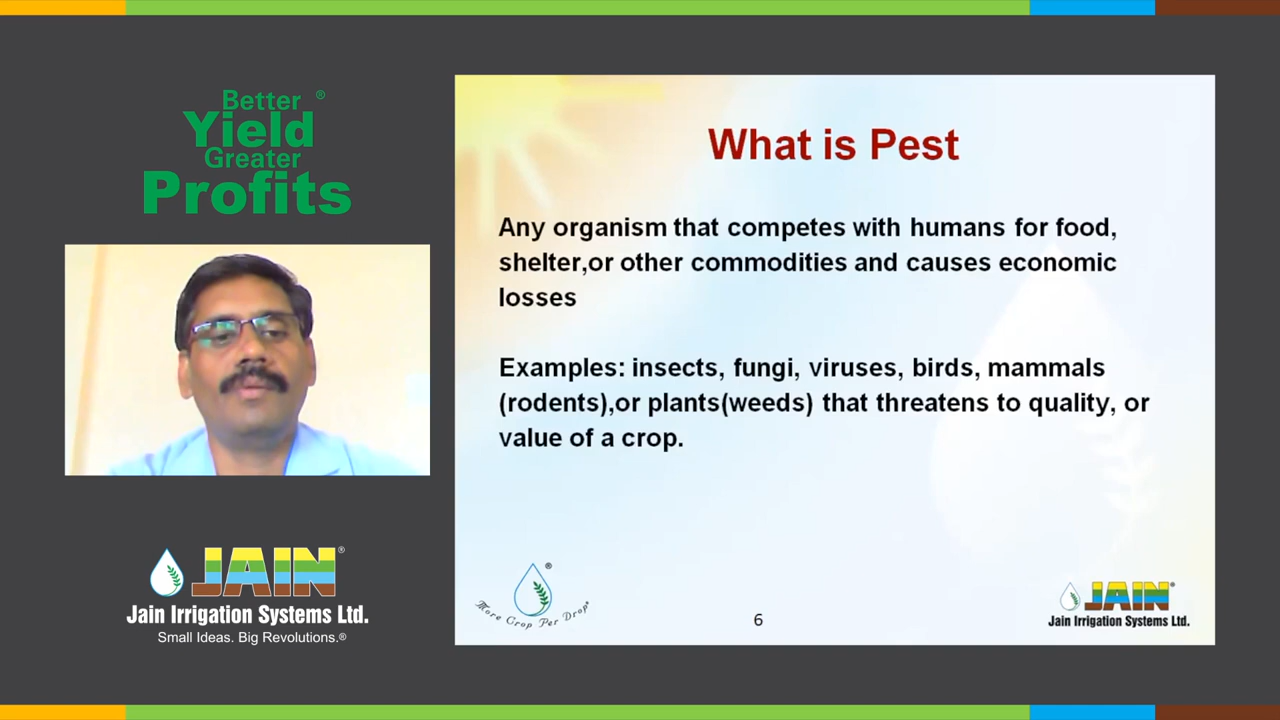 Better ®
Yield
Greater
Profits
What is Pest
Any organism that competes with humans for food,
shelter,or other commodities and causes economic
losses
Examples: insects, fungi, viruses, birds, mammals
(rodents),or plants(weeds) that threatens to quality, or
value of a crop.
JAIN®
Jain Irrigation Systems Ltd.
Small Ideas. Big Revolutions.®
®
More Crop Per Drop®
6
JAIN®
Jain Irrigation Systems Ltd.